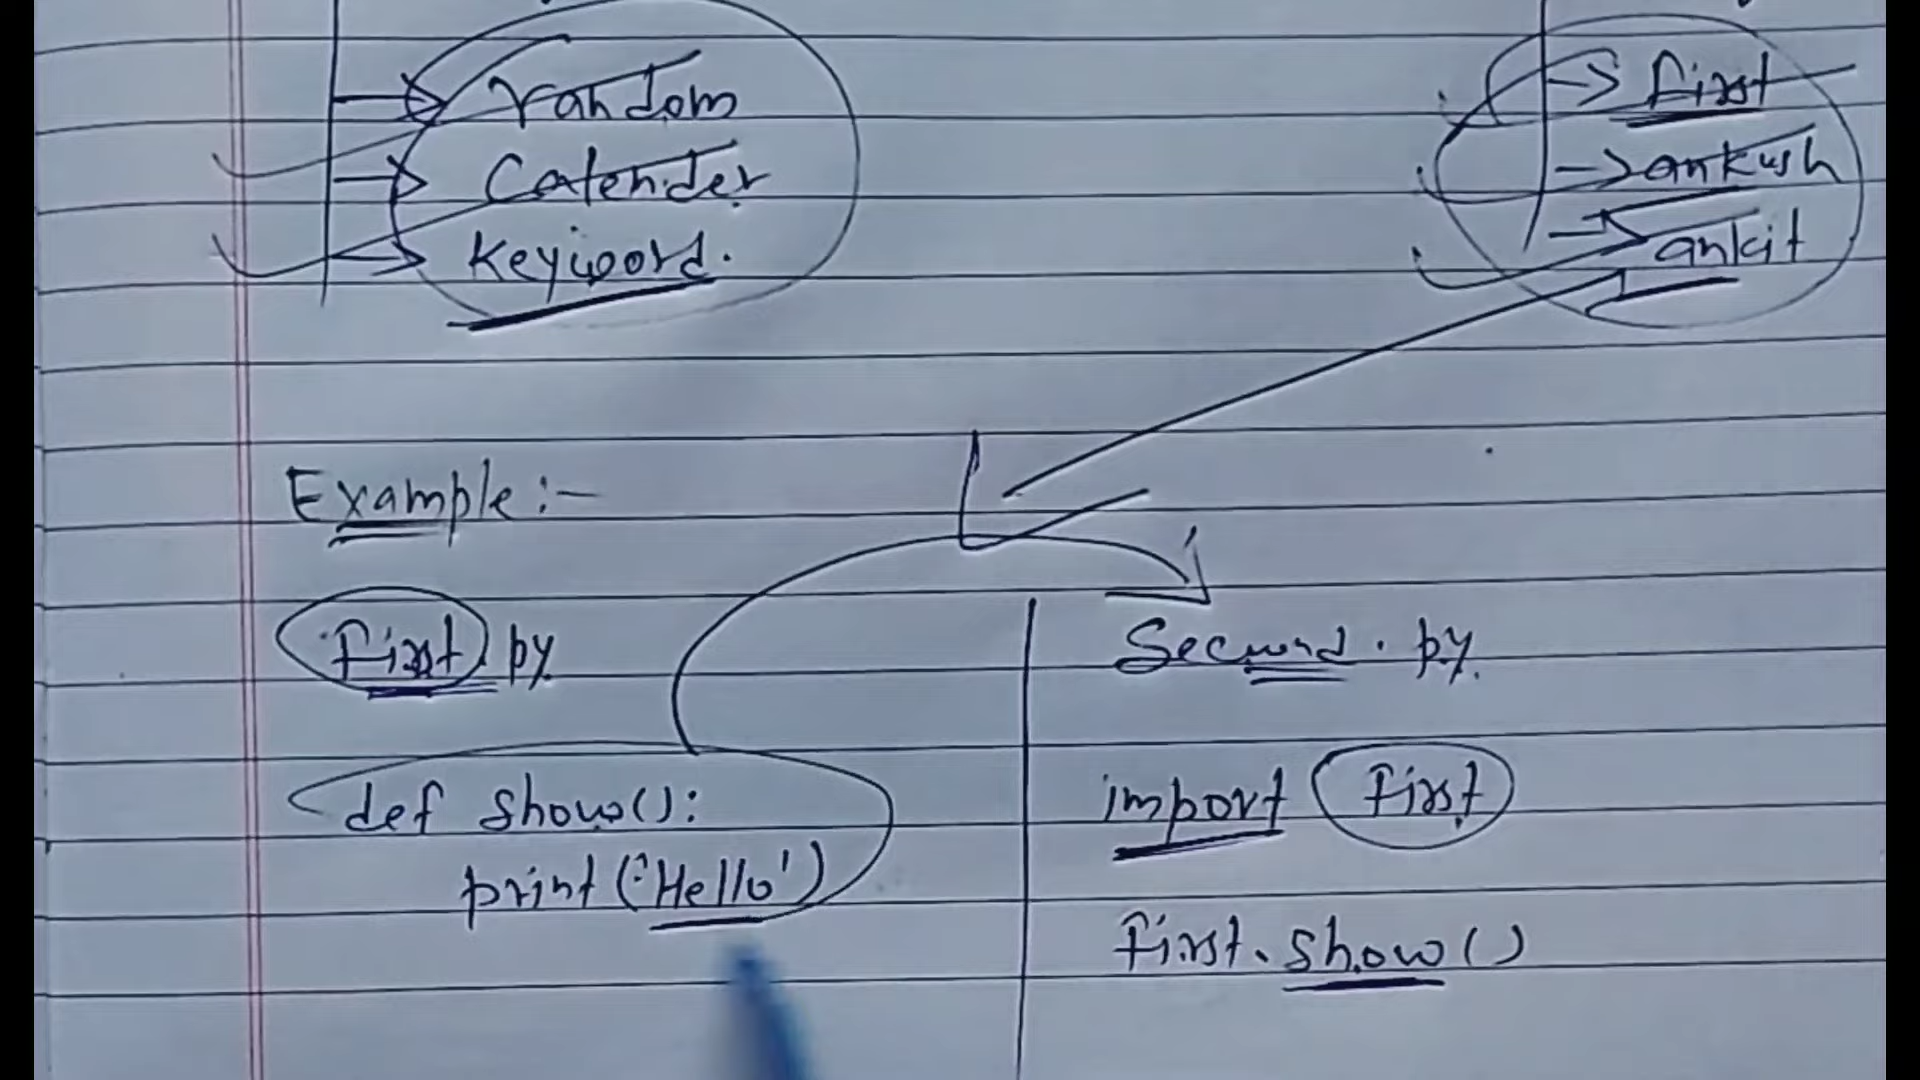 random
Calender
Keyword.
first
ankush
ankit
Example:-
first.py
def show():
print('Hello')
Second.py.
import first
first.show()